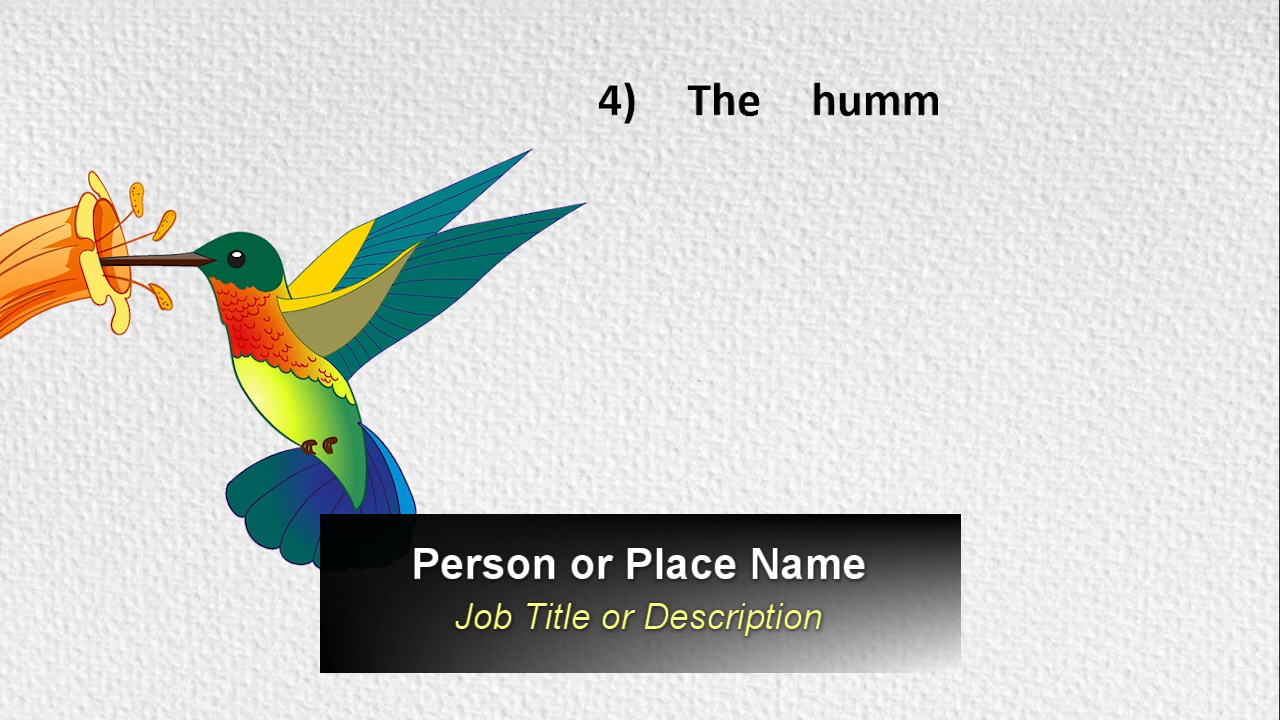 4) The humm
Person or Place Name
Job Title or Description